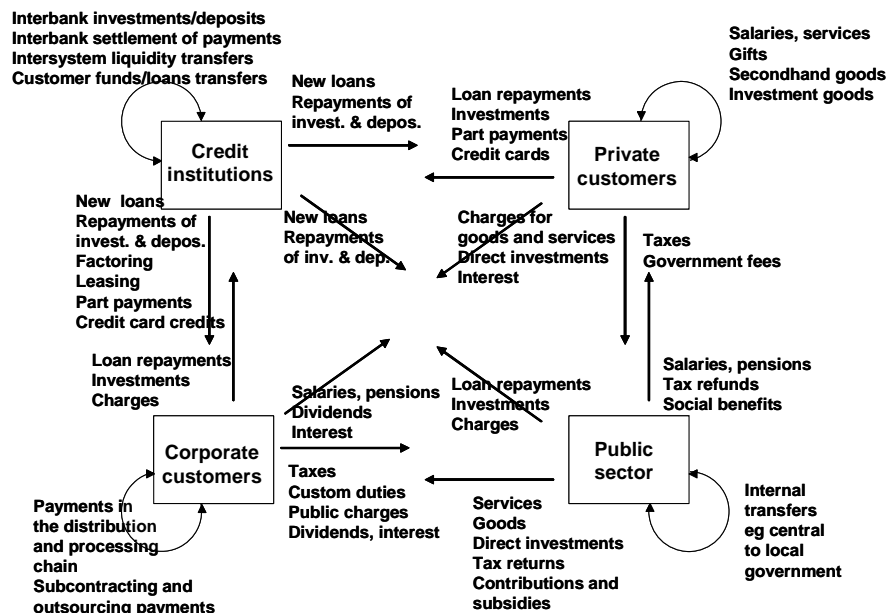 Interbank investments/deposits
Interbank settlement of payments
Intersystem liquidity transfers
Customer funds/loans transfers
New loans
Repayments of
invest. & depos.
Loan repayments
Investments
Part payments
Credit cards
Salaries, services
Gifts
Secondhand goods
Investment goods
Credit
institutions
Private
customers
New loans
Repayments of
invest. & depos.
Factoring
Leasing
Part payments
Credit card credits
New loans
Repayments
of inv. & dep.
Charges for
goods and services
Direct investments
Interest
Taxes
Government fees
Loan repayments
Investments
Charges
Salaries, pensions
Dividends
Interest
Loan repayments
Investments
Charges
Salaries, pensions
Tax refunds
Social benefits
Corporate
customers
Public
sector
Payments in
the distribution
and processing
chain
Subcontracting and
outsourcing payments
Taxes
Custom duties
Public charges
Dividends, interest
Services
Goods
Direct investments
Tax returns
Contributions and
subsidies
Internal
transfers
eg central
to local
government